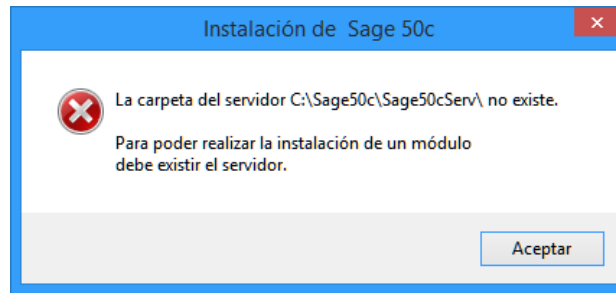 Instalación de Sage 50c
La carpeta del servidor C:\Sage50c\Sage50cServ\ no existe.
Para poder realizar la instalación de un módulo
debe existir el servidor.
Aceptar